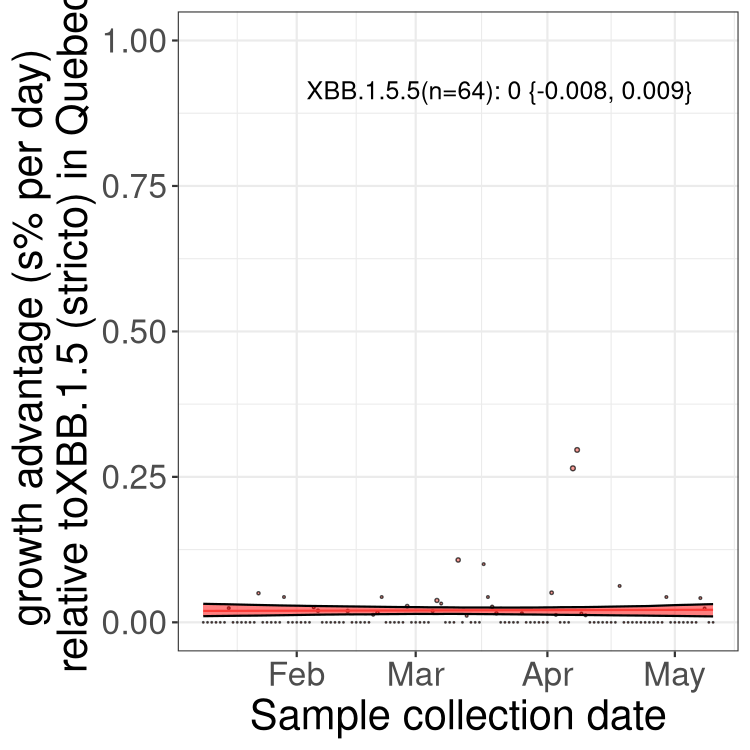 growth advantage (s% per day)
relative toXBB.1.5 (stricto) in Quebec
1.00
0.75
0.50
0.25
0.00
XBB.1.5.5(n=64): 0 {-0.008, 0.009}
Feb Mar Apr May
Sample collection date